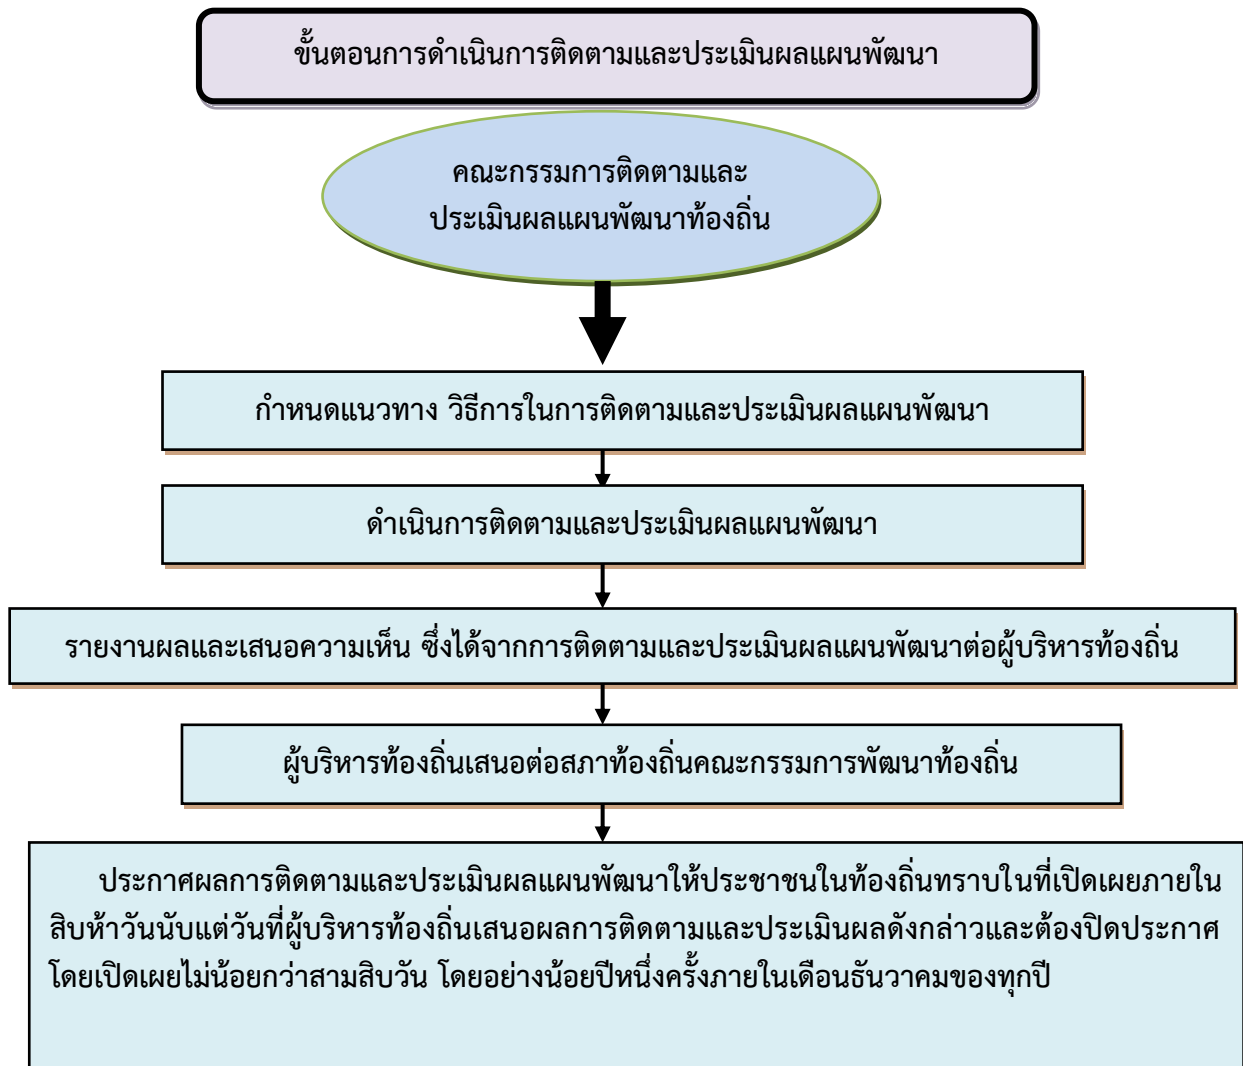 ขั้นตอนการดำเนินการติดตามและประเมินผลแผนพัฒนา
คณะกรรมการติดตามและ
ประเมินผลแผนพัฒนาท้องถิ่น
กำหนดแนวทาง วิธีการในการติดตามและประเมินผลแผนพัฒนา
ดำเนินการติดตามและประเมินผลแผนพัฒนา
รายงานผลและเสนอความเห็น ซึ่งได้จากการติดตามและประเมินผลแผนพัฒนาต่อผู้บริหารท้องถิ่น
ผู้บริหารท้องถิ่นเสนอต่อสภาท้องถิ่นคณะกรรมการพัฒนาท้องถิ่น
ประกาศผลการติดตามและประเมินผลแผนพัฒนาให้ประชาชนในท้องถิ่นทราบในที่เปิดเผยภายใน
สิบห้าวันนับแต่วันที่ผู้บริหารท้องถิ่นเสนอผลการติดตามและประเมินผลดังกล่าวและต้องปิดประกาศ
โดยเปิดเผยไม่น้อยกว่าสามสิบวัน โดยอย่างน้อยปีหนึ่งครั้งภายในเดือนธันวาคมของทุกปี